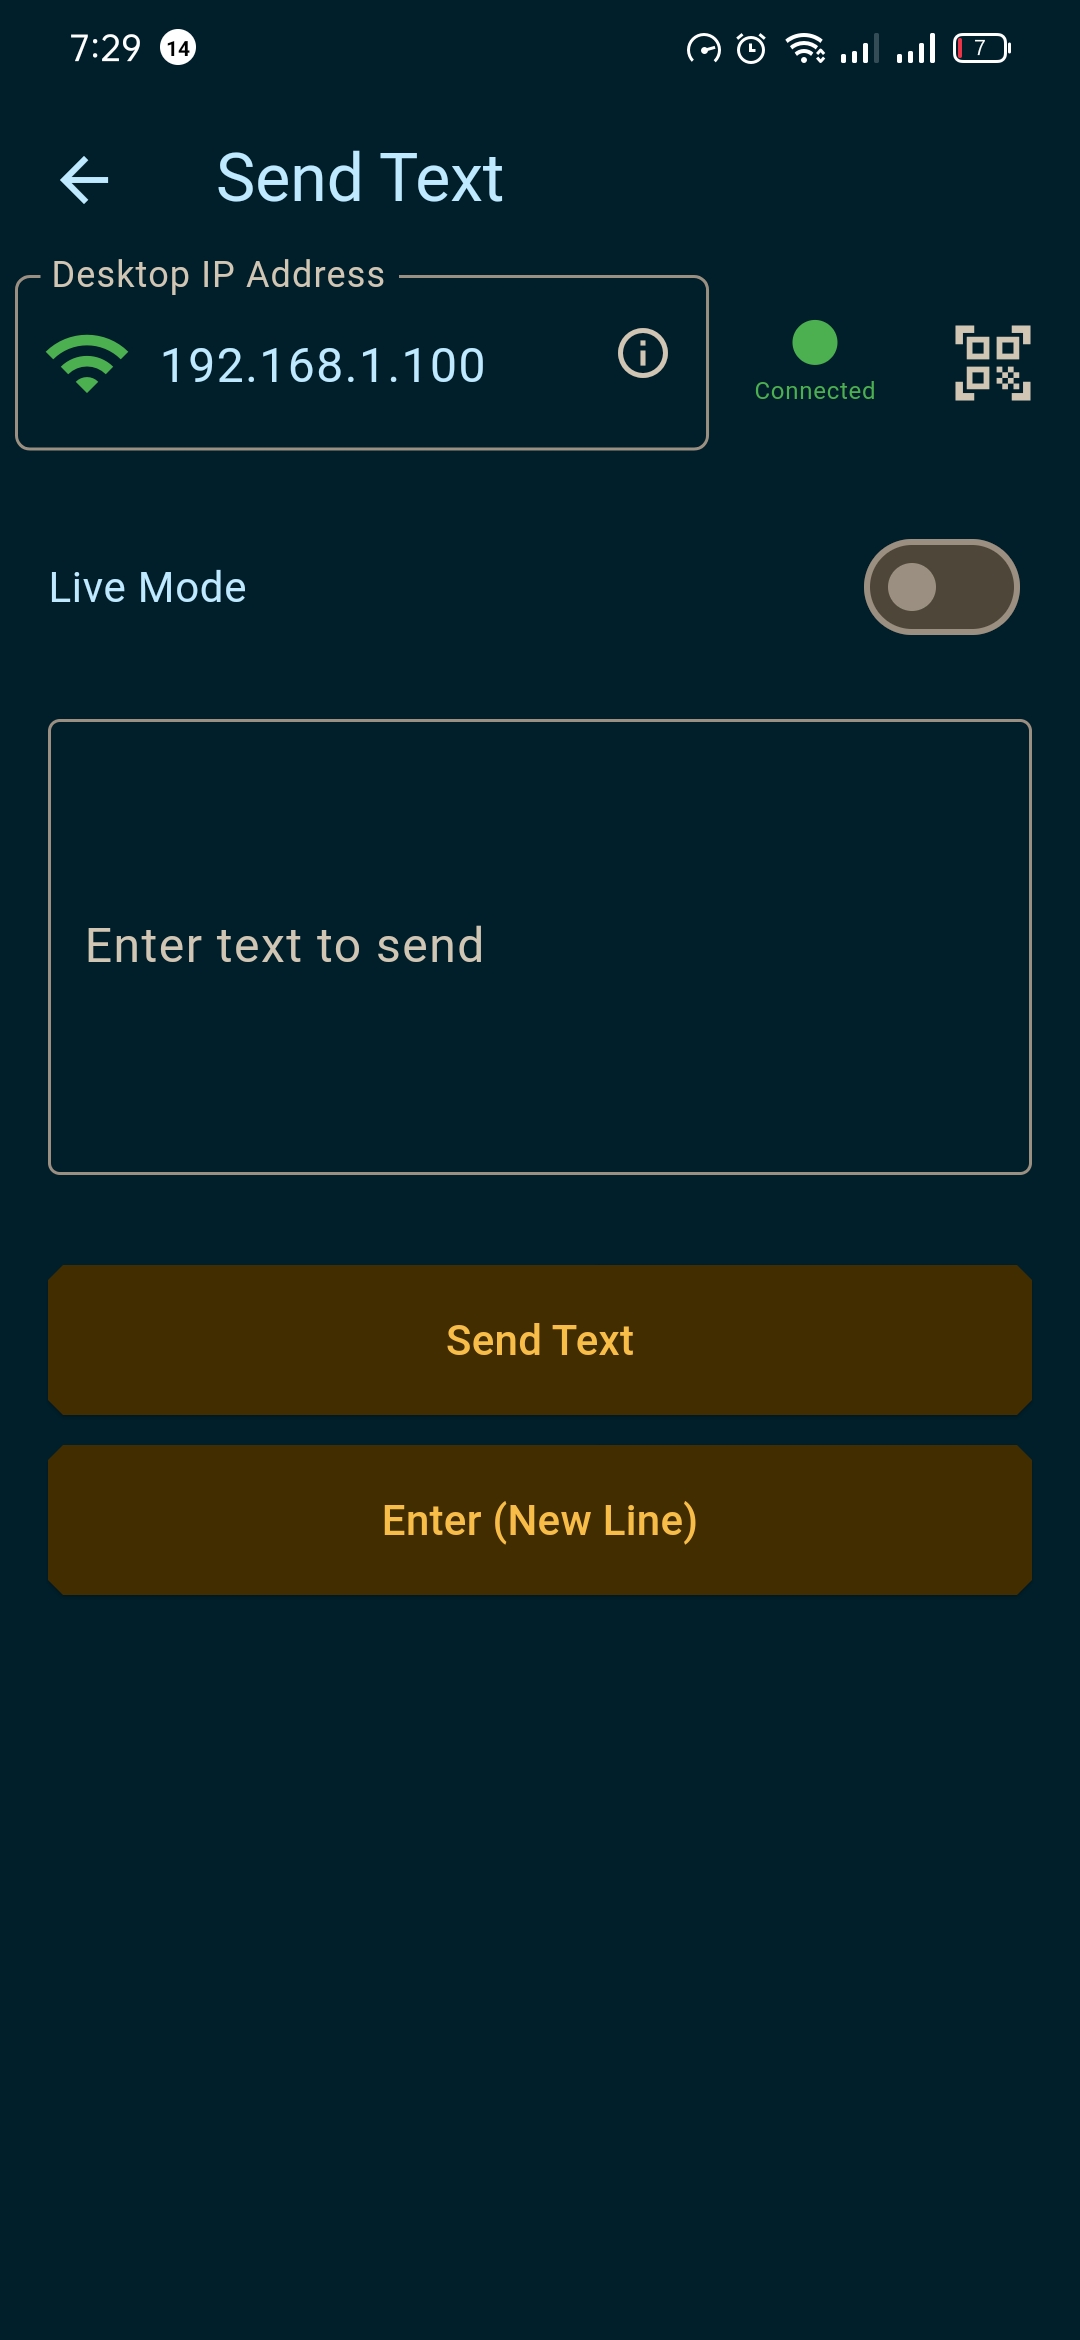 7:29 14 7
Send Text
Desktop IP Address
192.168.1.100
Connected
Live Mode
Enter text to send
Send Text
Enter (New Line)